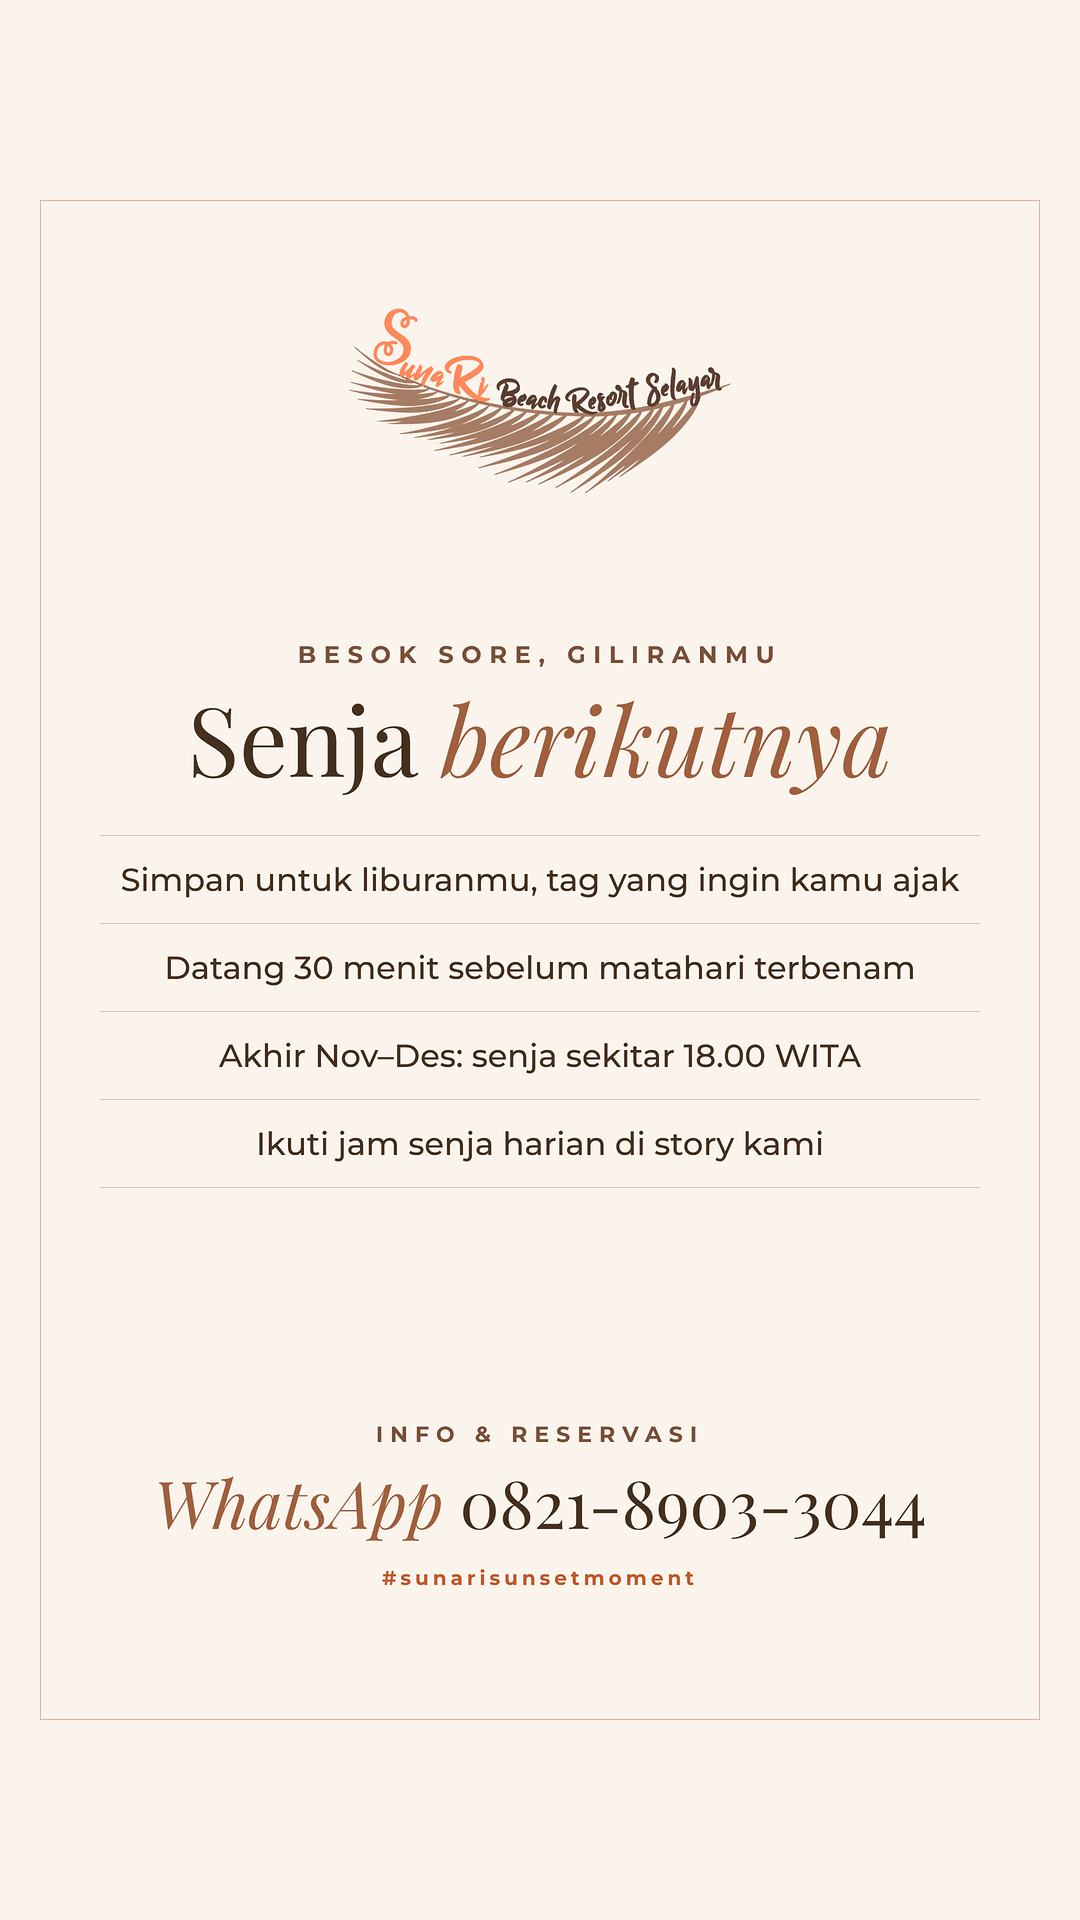 SunaRi Beach Resort Selayar
BESOK SORE, GILIRANMU
Senja berikutnya
Simpan untuk liburanmu, tag yang ingin kamu ajak
Datang 30 menit sebelum matahari terbenam
Akhir Nov–Des: senja sekitar 18.00 WITA
Ikuti jam senja harian di story kami
INFO & RESERVASI
WhatsApp 0821-8903-3044
#sunarisunsetmoment